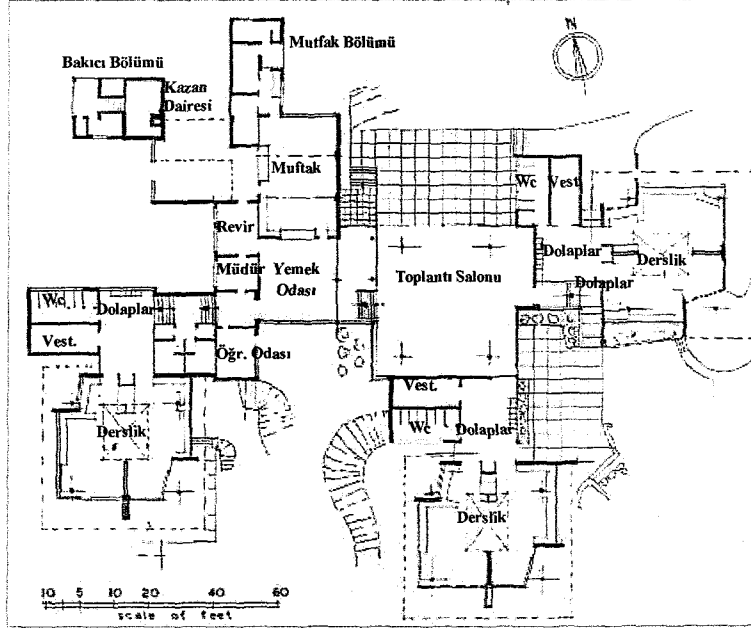 N
Mutfak Bölümü
Bakıcı Bölümü
Kazan
Dairesi
Muftak
Wc
Vest.
Revir
Dolaplar
Derslik
Müdür
Yemek
Odası
Toplantı Salonu
Dolaplar
Wc.
Dolaplar
Vest.
Öğr. Odası
Vest.
Wc
Dolaplar
Derslik
Derslik
10 5 10 20 40 60
scale of feet